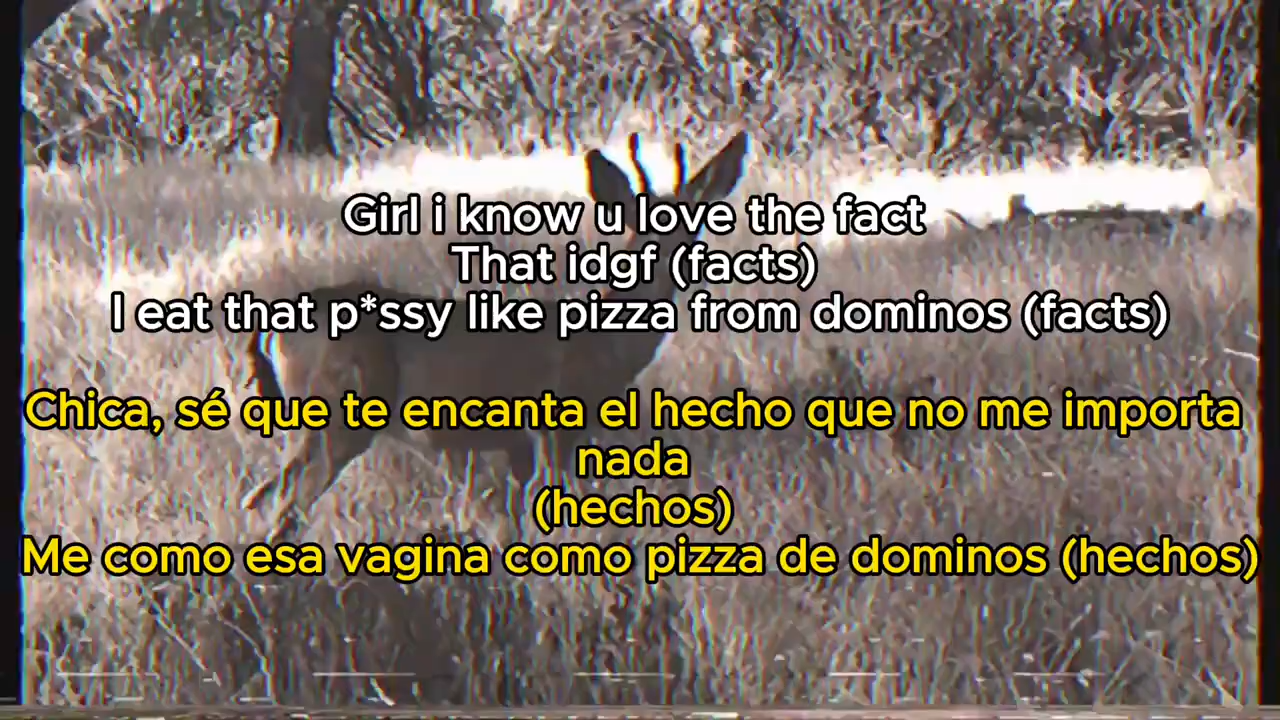 Girl i know u love the fact
That idgf (facts)
I eat that p*ssy like pizza from dominos (facts)
Chica, sé que te encanta el hecho que no me importa
nada
(hechos)
Me como esa vagina como pizza de dominos (hechos)